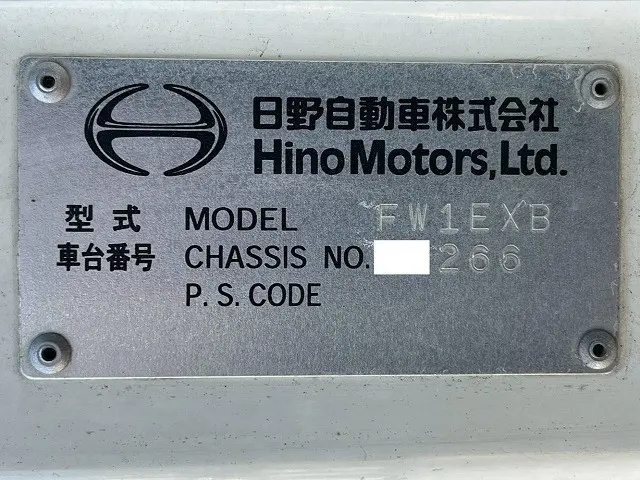 日野自動車株式会社
Hino Motors, Ltd.
型式 MODEL FW1EXB
車台番号 CHASSIS NO. 266
P. S. CODE